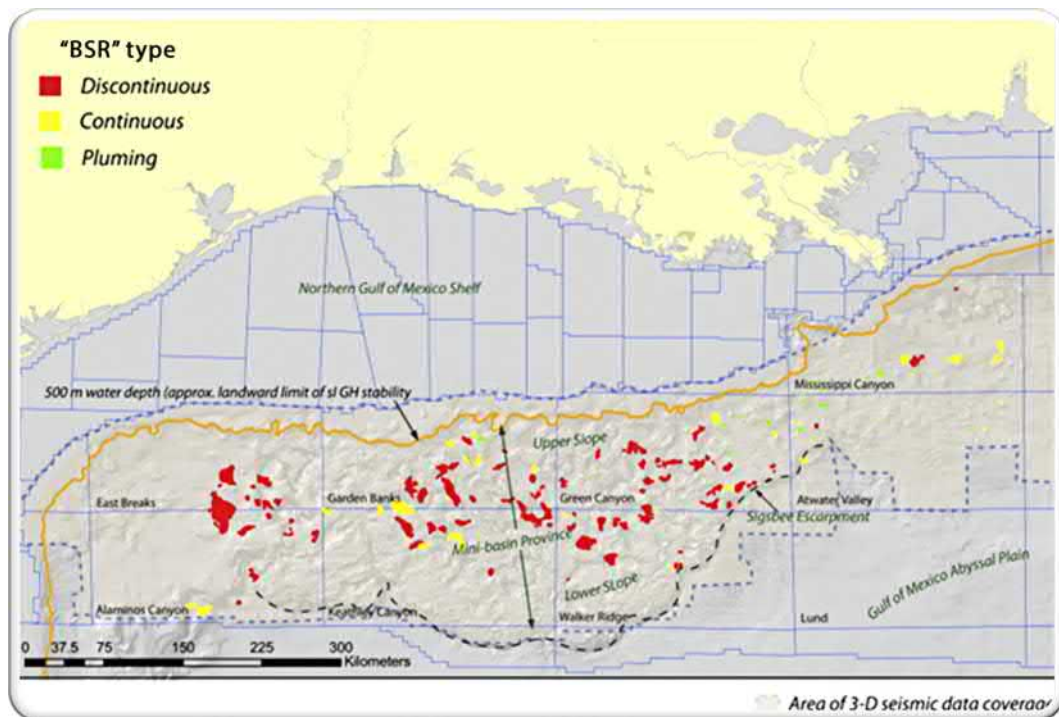 "BSR" type
Discontinuous
Continuous
Pluming
Northern Gulf of Mexico Shelf
500 m water depth (approx. landward limit of sI GH stability
Mississippi Canyon
Upper Slope
East Breaks
Garden Banks
Green Canyon
Atwater Valley
Sigsbee Escarpment
Mini-basin Province
Gulf of Mexico Abyssal Plain
Lower SLope
Alaminos Canyon
Keathley Canyon
Walker Ridge
Lund
0 37.5 75 150 225 300
Kilometers
Area of 3-D seismic data coverag